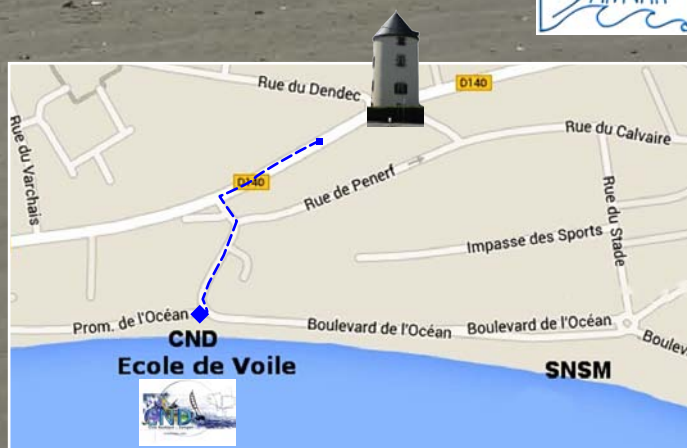 Rue du Dendec
D140
Rue du Varchais
Rue du Calvaire
D140
Rue de Penerf
Rue du Stade
Impasse des Sports
Prom. de l'Océan
Boulevard de l'Océan
Boulevard de l'Océan
CND
Ecole de Voile
SNSM
CND